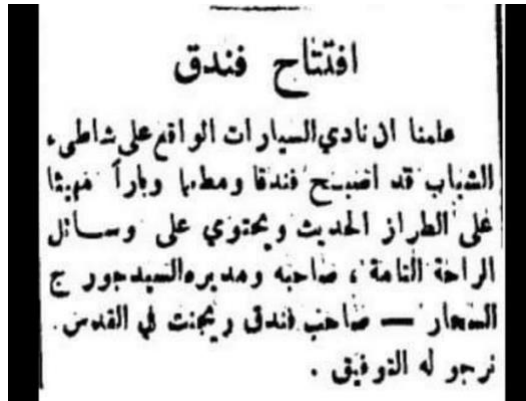 افتتاح فندق
علمنا ان نادي السيارات الواقع على شاطىء
الشباب قد اصبح فندقا ومطعما وباراً مهيئا
على الطراز الحديث ويحتوي على وسائل
الراحة التامة ، صاحبه ومديره السيد جورج
السحار — صاحب فندق ريجنت في القدس .
نرجو له التوفيق .